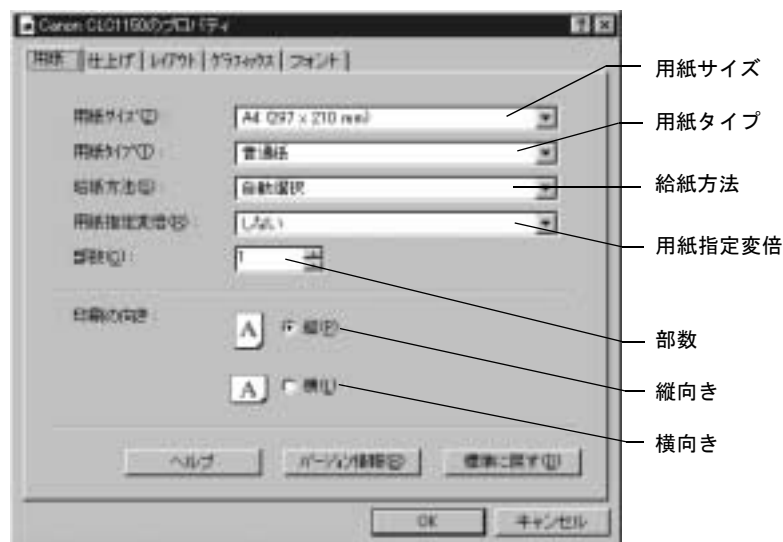 Canon CLC1150のプロパティ
用紙 仕上げ レイアウト グラフィックス フォント
用紙サイズ(Z): A4 (297 x 210 mm)
用紙タイプ(T): 普通紙
給紙方法(S): 自動選択
用紙指定変倍(R): しない
部数(C): 1
印刷の向き:
A 縦(P)
A 横(L)
ヘルプ バージョン情報(B) 標準に戻す(D)
OK キャンセル
用紙サイズ
用紙タイプ
給紙方法
用紙指定変倍
部数
縦向き
横向き